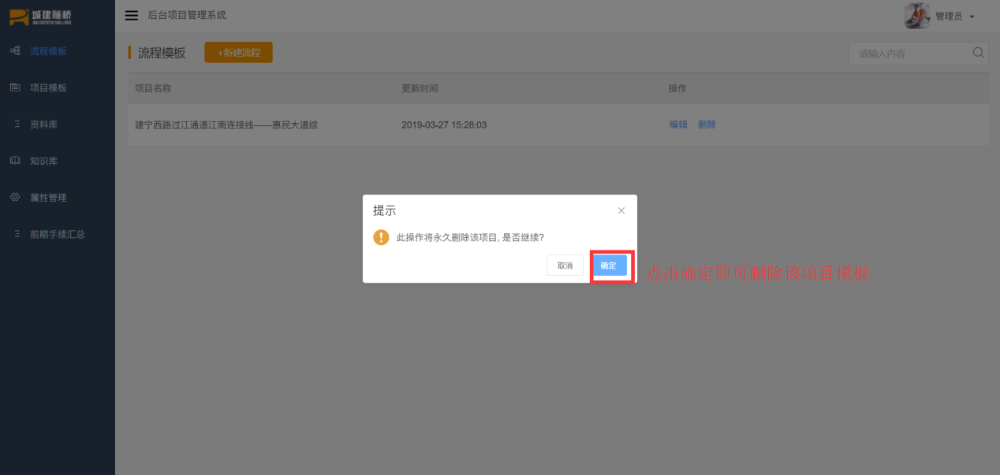 城建隧桥
后台项目管理系统
管理员
流程模板
项目模板
资料库
知识库
属性管理
前期手续汇总
流程模板
+新建流程
请输入内容
项目名称 更新时间 操作
建宁西路过江通道江南连接线——惠民大道综 2019-03-27 15:28:03 编辑 删除
提示
此操作将永久删除该项目, 是否继续?
取消 确定
点击确定即可删除该项目模板